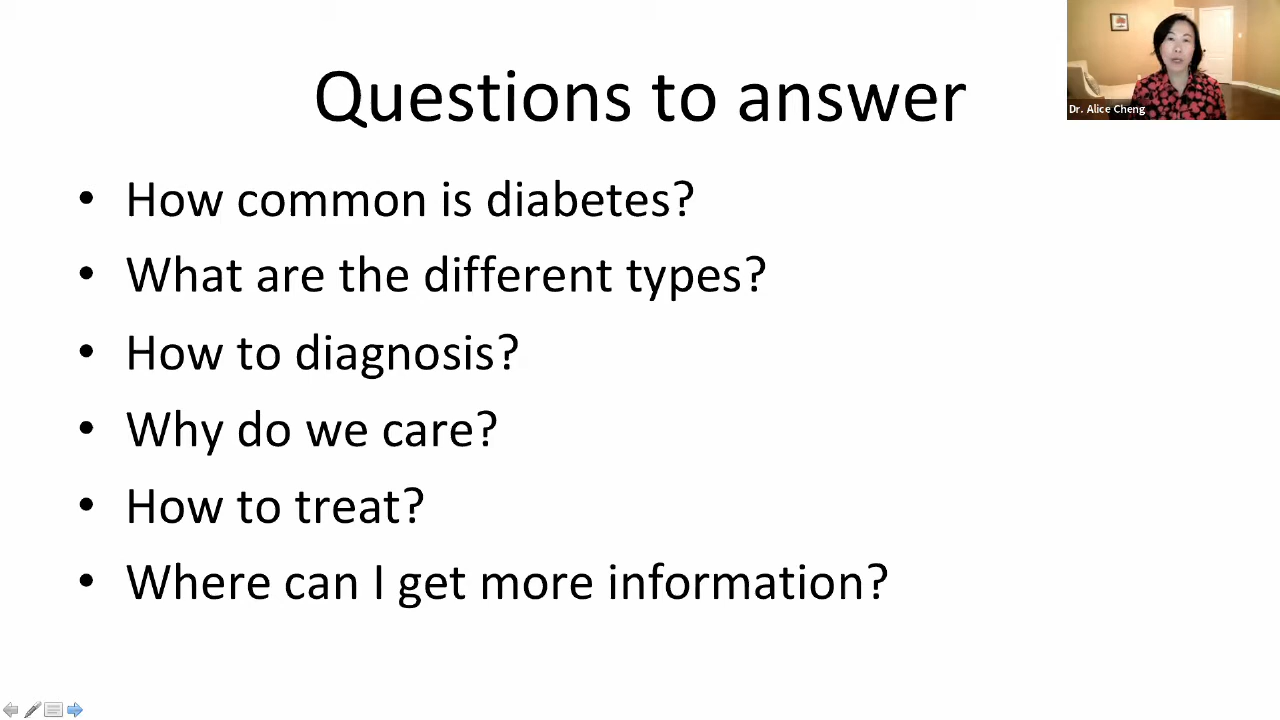 Questions to answer
Dr. Alice Cheng
• How common is diabetes?
• What are the different types?
• How to diagnosis?
• Why do we care?
• How to treat?
• Where can I get more information?